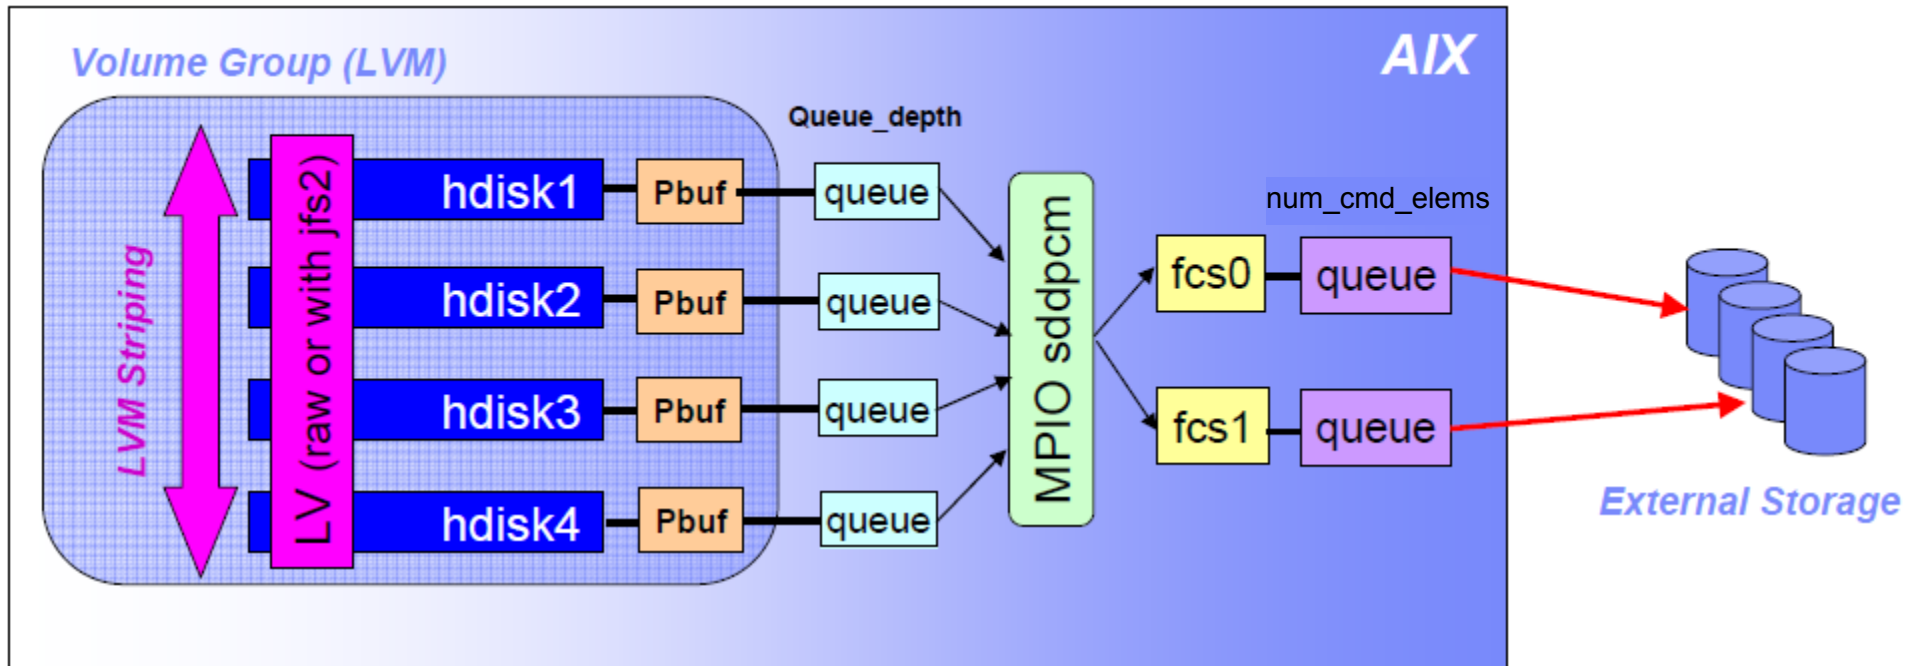 AIX
Volume Group (LVM)
Queue_depth
LVM Striping
LV (raw or with jfs2)
hdisk1
Pbuf
queue
hdisk2
Pbuf
queue
hdisk3
Pbuf
queue
hdisk4
Pbuf
queue
MPIO sddpcm
num_cmd_elems
fcs0
queue
fcs1
queue
External Storage